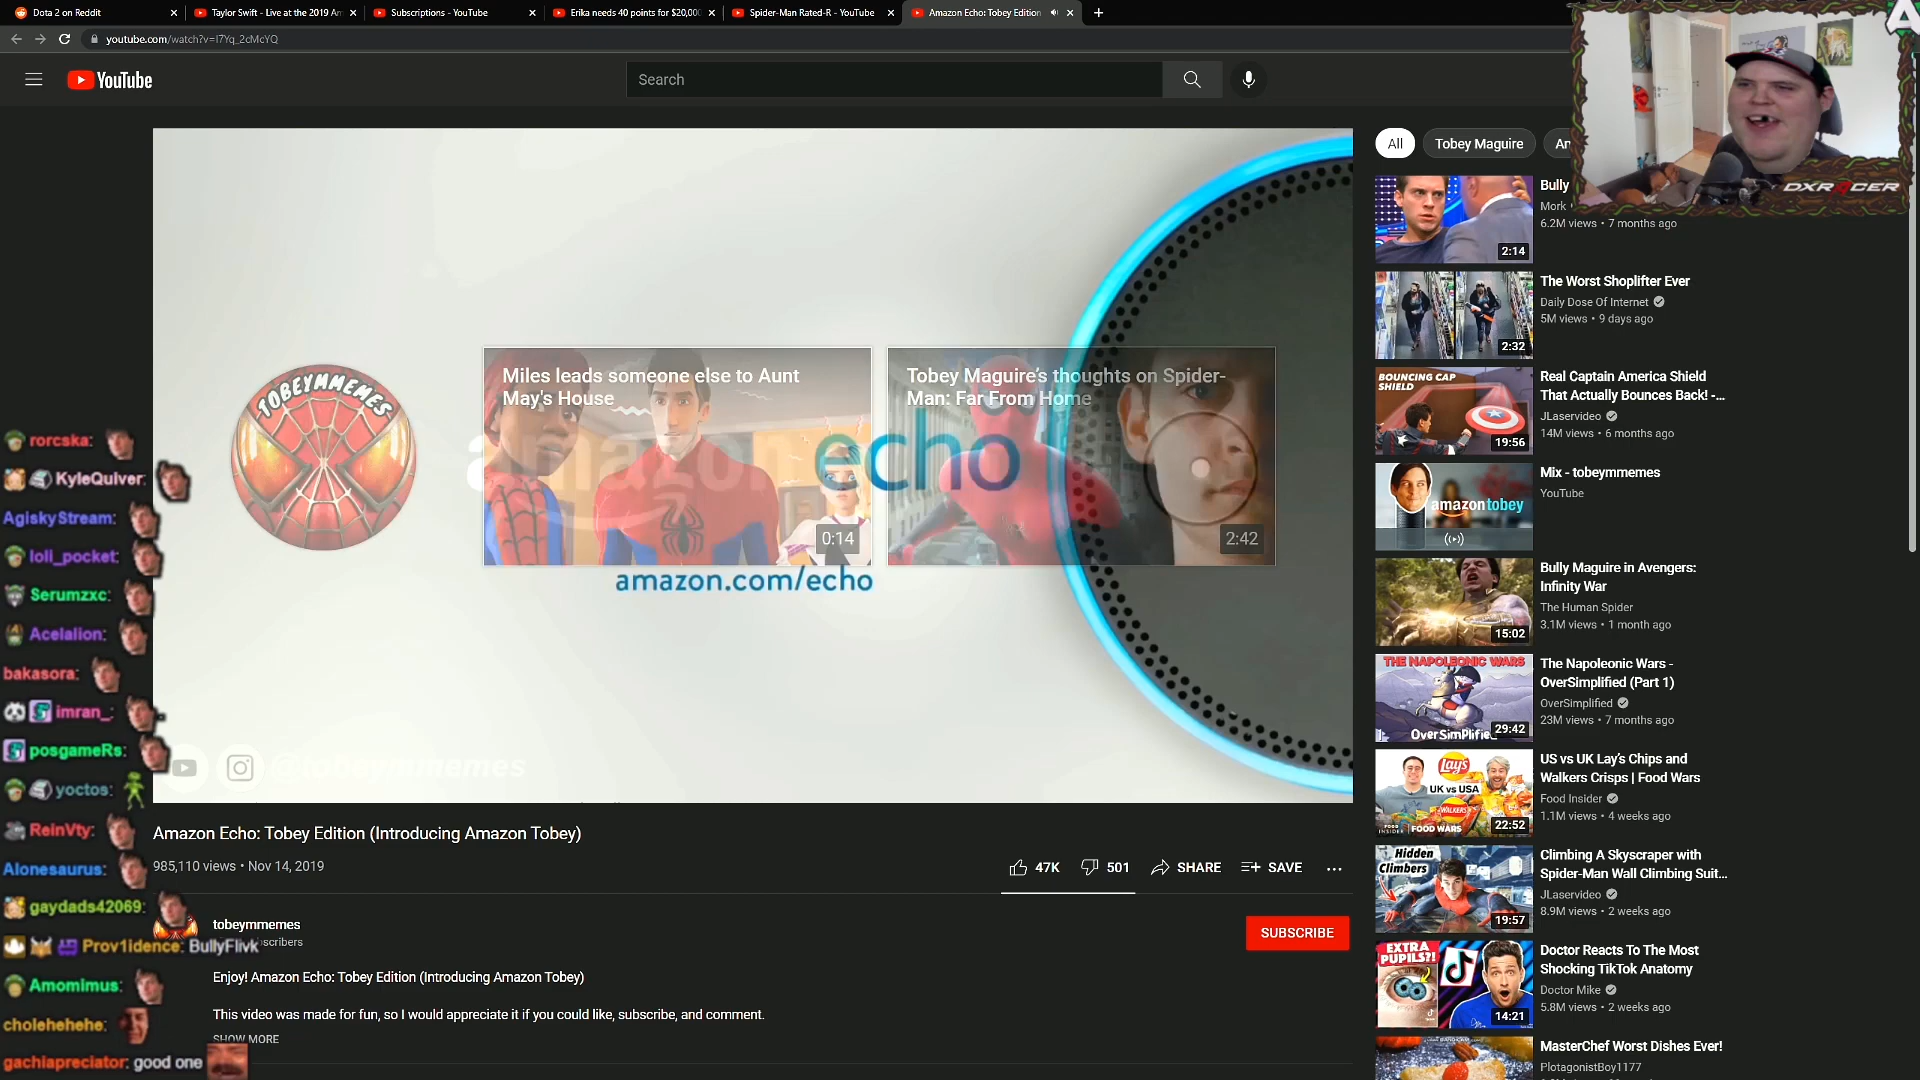 Dota 2 on Reddit
Taylor Swift - Live at the 2019 Am
Subscriptions - YouTube
Erika needs 40 points for $20,000
Spider-Man Rated-R - YouTube
Amazon Echo: Tobey Edition
youtube.com/watch?v=I7Yq_2cMcYQ
YouTube
Search
DXRACER
All
Tobey Maguire
Miles leads someone else to Aunt
May's House
0:14
Tobey Maguire's thoughts on Spider-
Man: Far From Home
2:42
TOBEYMMEMES
amazon echo
amazon.com/echo
@tobeymmemes
Amazon Echo: Tobey Edition (Introducing Amazon Tobey)
985,110 views • Nov 14, 2019
47K
501
SHARE
SAVE
tobeymmemes
scribers
SUBSCRIBE
Enjoy! Amazon Echo: Tobey Edition (Introducing Amazon Tobey)
This video was made for fun, so I would appreciate it if you could like, subscribe, and comment.
SHOW MORE
rorcska:
KyleQuIver:
AgiskyStream:
loli_pocket:
Serumzxc:
Acelalion:
bakasora:
imran_:
posgameRs:
yoctos:
ReinVty:
Alonesaurus:
gaydads42069:
Prov1idence: BullyFlivk
Amomimus:
cholehehehe:
gachiapreciator: good one
Bully
Mork
6.2M views • 7 months ago
2:14
The Worst Shoplifter Ever
Daily Dose Of Internet
5M views • 9 days ago
2:32
BOUNCING CAP
SHIELD
19:56
Real Captain America Shield
That Actually Bounces Back! -...
JLaservideo
14M views • 6 months ago
amazontobey
Mix - tobeymmemes
YouTube
15:02
Bully Maguire in Avengers:
Infinity War
The Human Spider
3.1M views • 1 month ago
THE NAPOLEONIC WARS
OverSimplified
29:42
The Napoleonic Wars -
OverSimplified (Part 1)
OverSimplified
23M views • 7 months ago
Lay's
UK vs USA
WALKERS
FOOD INSIDER
FOOD WARS
22:52
US vs UK Lay's Chips and
Walkers Crisps | Food Wars
Food Insider
1.1M views • 4 weeks ago
Hidden
Climbers
19:57
Climbing A Skyscraper with
Spider-Man Wall Climbing Suit...
JLaservideo
8.9M views • 2 weeks ago
EXTRA
PUPILS?!
14:21
Doctor Reacts To The Most
Shocking TikTok Anatomy
Doctor Mike
5.8M views • 2 weeks ago
MasterChef Worst Dishes Ever!
PlotagonistBoy1177